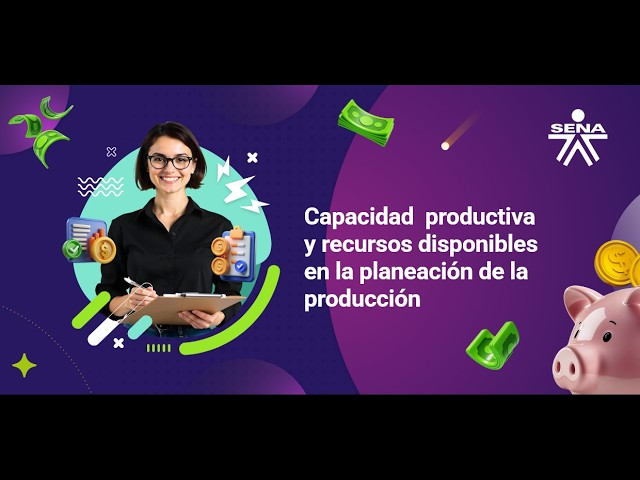 SENA
Capacidad productiva
y recursos disponibles
en la planeación de la
producción